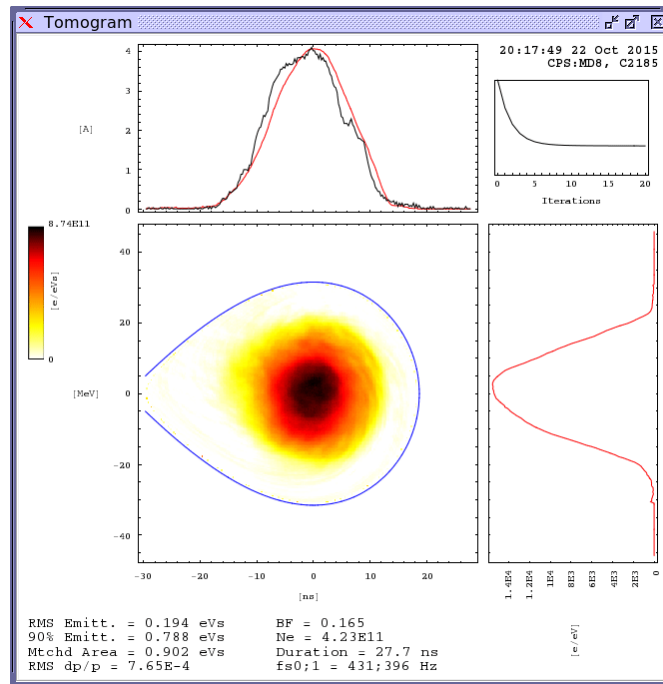 Tomogram
20:17:49 22 Oct 2015
CPS:MD8, C2185
4
3
2
1
0
[A]
0 5 10 15 20
Iterations
8.74E11
[e/eVs]
0
40
20
0
-20
-40
[MeV]
-30 -20 -10 0 10 20
[ns]
1.4E4 1.2E4 1E4 8E3 6E3 4E3 2E3 0
[e/eV]
RMS Emitt. = 0.194 eVs BF = 0.165
90% Emitt. = 0.788 eVs Ne = 4.23E11
Mtchd Area = 0.902 eVs Duration = 27.7 ns
RMS dp/p = 7.65E-4 fs0;1 = 431;396 Hz